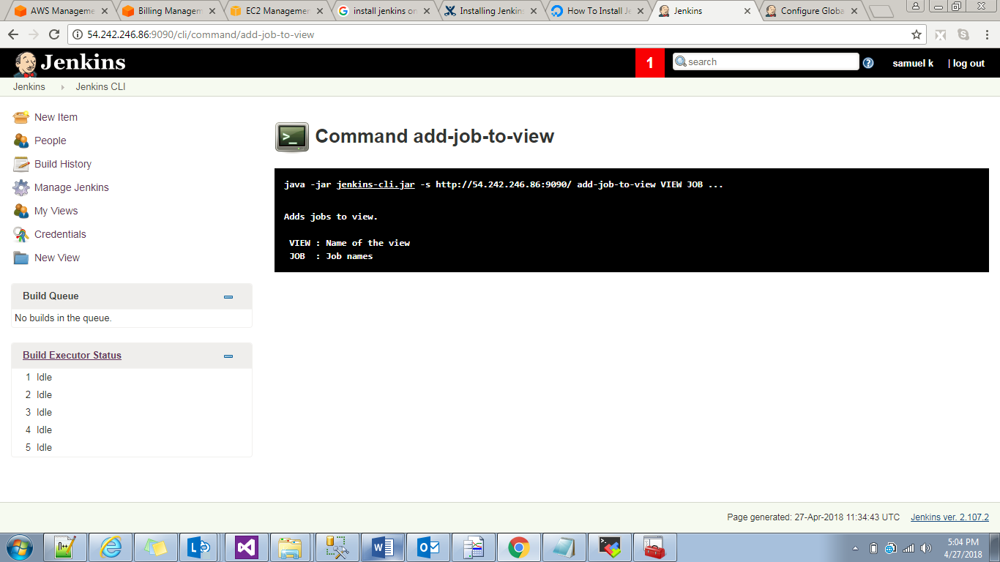 AWS Manageme
Billing Managem
EC2 Managemen
install jenkins on
Installing Jenkins
How To Install Je
Jenkins
Configure Globa
54.242.246.86:9090/cli/command/add-job-to-view
Jenkins
1
search
samuel k
| log out
Jenkins
Jenkins CLI
New Item
People
Build History
Manage Jenkins
My Views
Credentials
New View
Build Queue
No builds in the queue.
Build Executor Status
1 Idle
2 Idle
3 Idle
4 Idle
5 Idle
>_ Command add-job-to-view
java -jar jenkins-cli.jar -s http://54.242.246.86:9090/ add-job-to-view VIEW JOB ...
Adds jobs to view.
VIEW : Name of the view
JOB : Job names
Page generated: 27-Apr-2018 11:34:43 UTC
Jenkins ver. 2.107.2
5:04 PM
4/27/2018